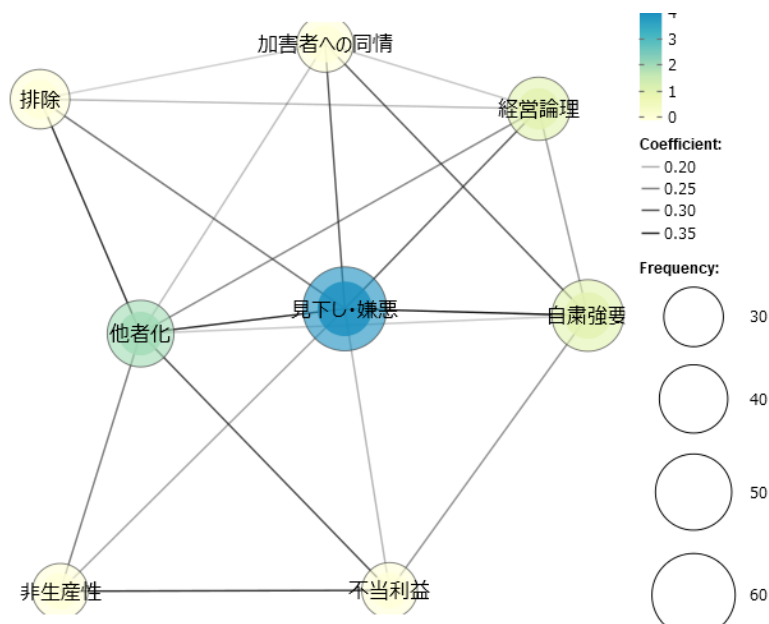 加害者への同情
排除
経営論理
見下し・嫌悪
自粛強要
他者化
非生産性
不当利益
4
3
2
1
0
Coefficient:
0.20
0.25
0.30
0.35
Frequency:
30
40
50
60